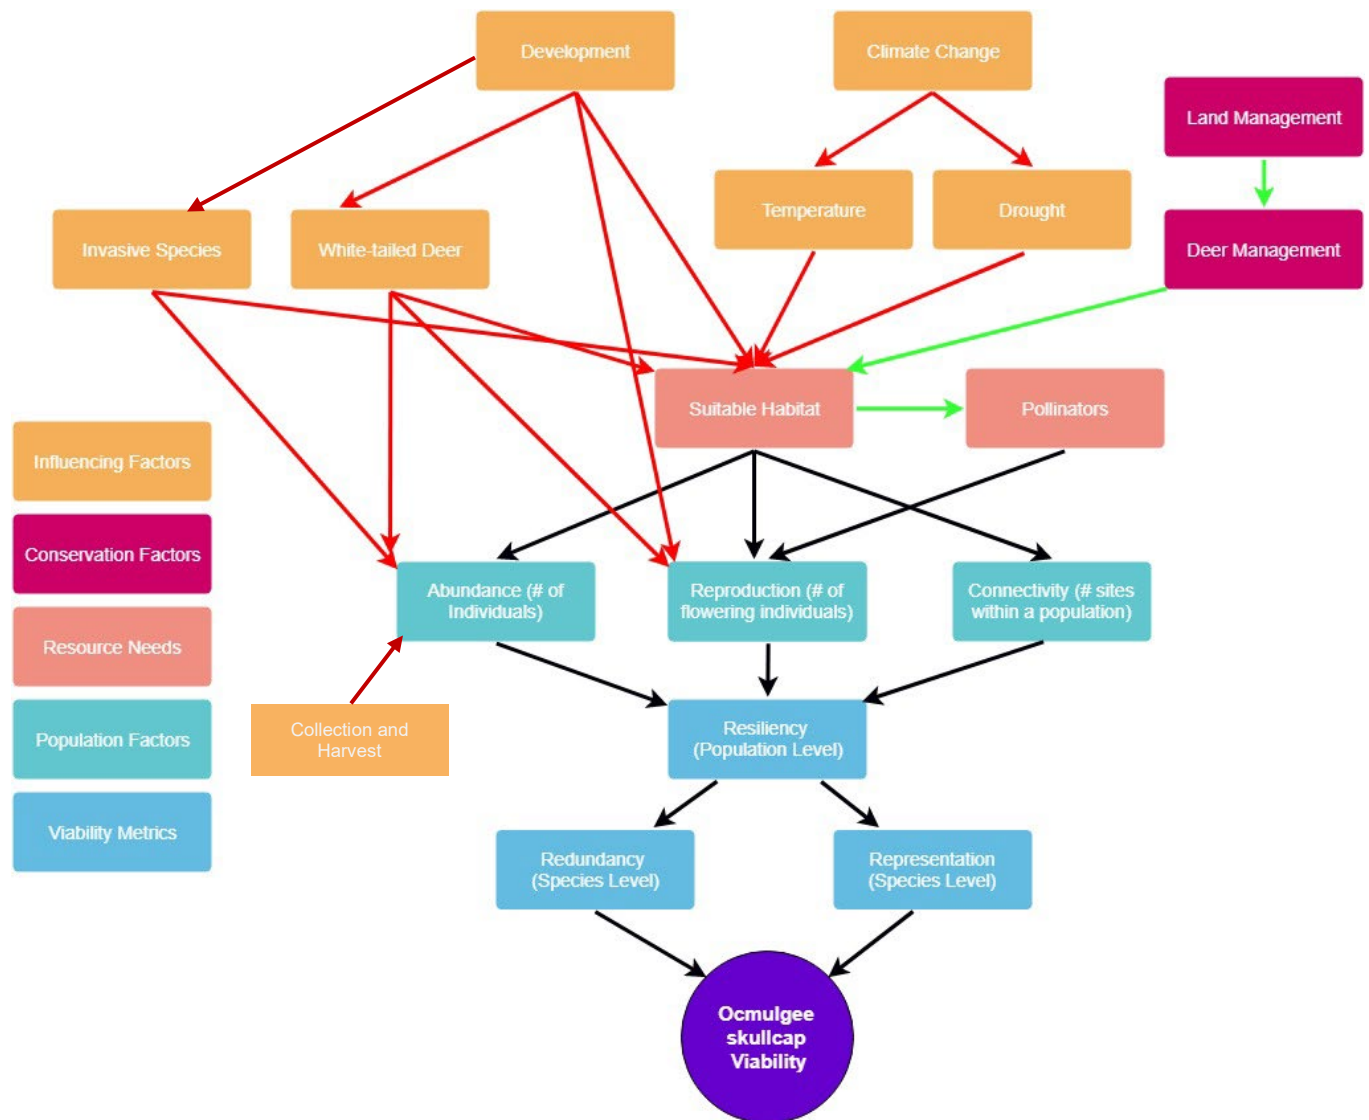 Development
Climate Change
Land Management
Temperature
Drought
Invasive Species
White-tailed Deer
Deer Management
Suitable Habitat
Pollinators
Influencing Factors
Conservation Factors
Resource Needs
Population Factors
Viability Metrics
Abundance (# of
Individuals)
Reproduction (# of
flowering individuals)
Connectivity (# sites
within a population)
Collection and
Harvest
Resiliency
(Population Level)
Redundancy
(Species Level)
Representation
(Species Level)
Ocmulgee
skullcap
Viability